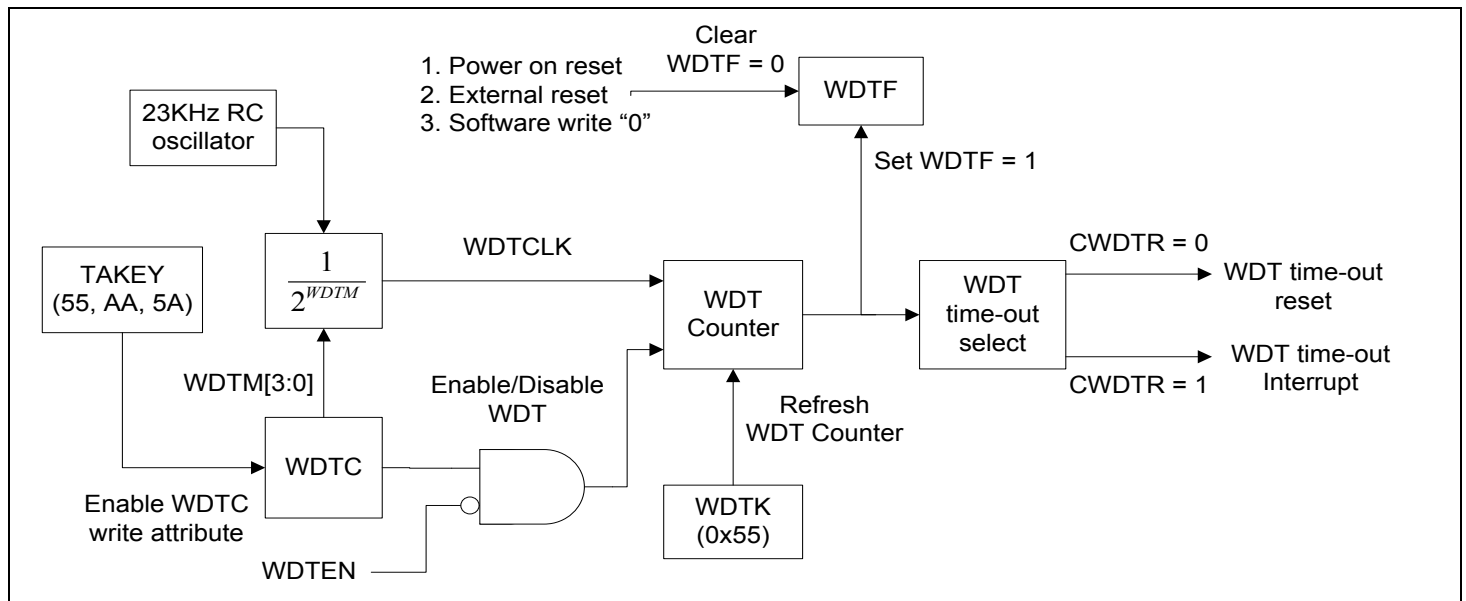 Clear
WDTF = 0
1. Power on reset
2. External reset
3. Software write “0”
WDTF
23KHz RC
oscillator
Set WDTF = 1
TAKEY
(55, AA, 5A)
1
2^WDTM
WDTCLK
WDT
Counter
WDT
time-out
select
CWDTR = 0
WDT time-out
reset
CWDTR = 1
WDT time-out
Interrupt
WDTM[3:0]
Enable/Disable
WDT
Refresh
WDT Counter
WDTC
Enable WDTC
write attribute
WDTK
(0x55)
WDTEN